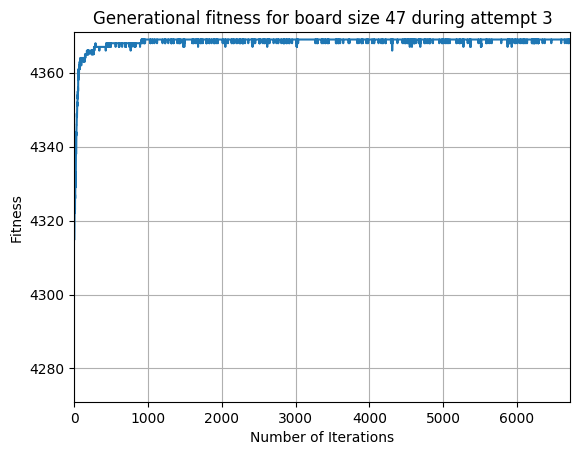 Generational fitness for board size 47 during attempt 3
4360
4340
4320
4300
4280
Fitness
0 1000 2000 3000 4000 5000 6000
Number of Iterations